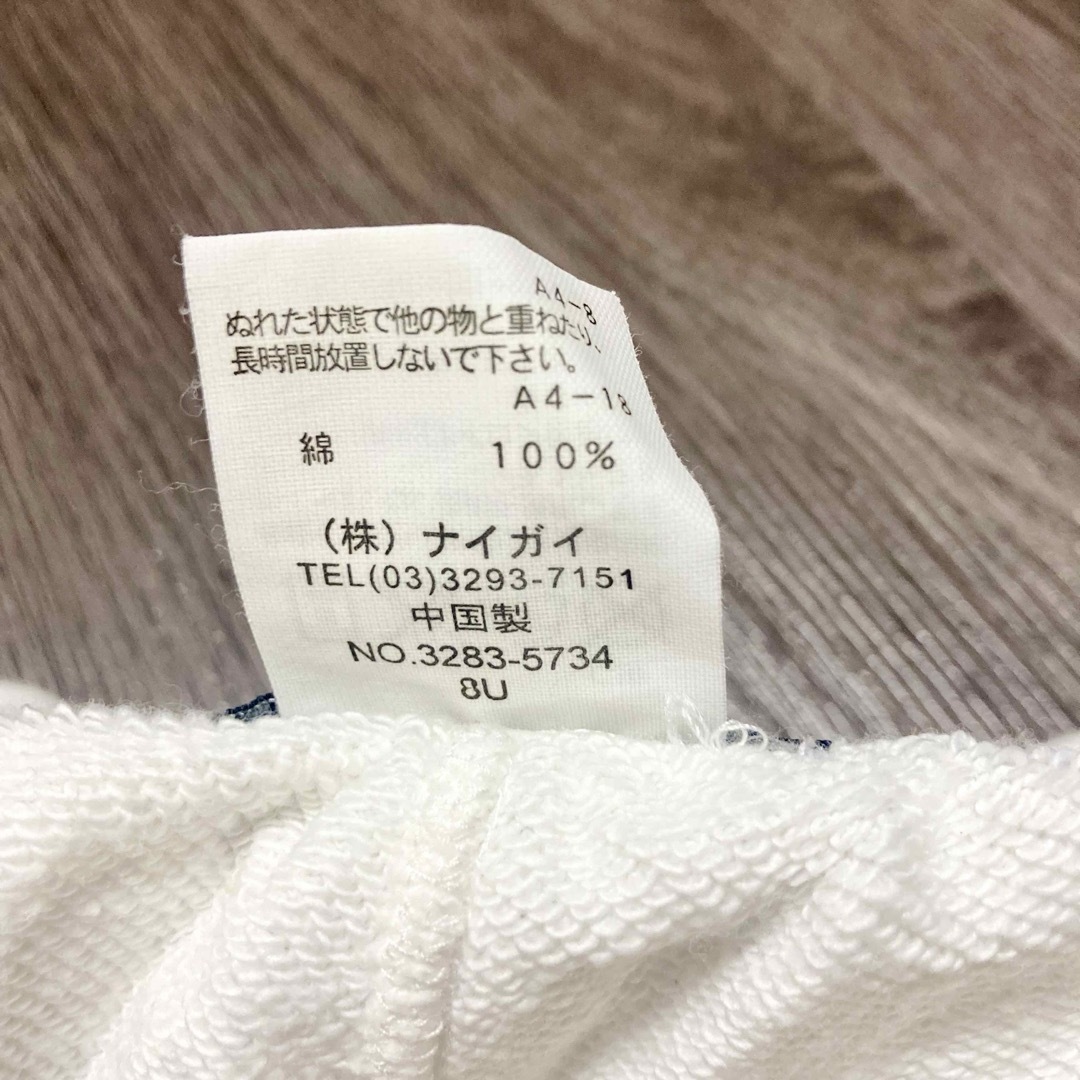 A4-8
ぬれた状態で他の物と重ねたり、
長時間放置しないで下さい。
A4-18
綿 100%
(株)ナイガイ
TEL(03)3293-7151
中国製
NO.3283-5734
8U